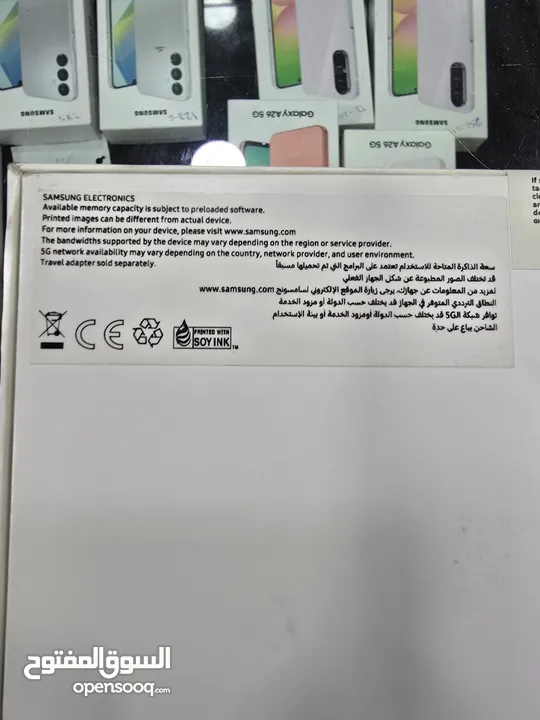 SAMSUNG
SAMSUNG
Galaxy A26 5G
SAMSUNG
Galaxy A26 5G
If
SAMSUNG ELECTRONICS
Available memory capacity is subject to preloaded software.
Printed images can be different from actual device.
For more information on your device, please visit www.samsung.com
The bandwidths supported by the device may vary depending on the region or service provider.
5G network availability may vary depending on the country, network provider, and user environment.
Travel adapter sold separately.
سعة الذاكرة المتاحة للاستخدام تعتمد على البرامج التي تم تحميلها مسبقاً
قد تختلف الصور المطبوعة عن شكل الجهاز الفعلي
لمزيد من المعلومات عن جهازك، يرجى زيارة الموقع الإلكتروني لسامسونج www.samsung.com
النطاق الترددي المتوفر في الجهاز قد يختلف حسب الدولة أو مزود الخدمة
توافر شبكة الـ5G قد يختلف حسب الدولة أومزود الخدمة أو بيئة الإستخدام
الشاحن يباع على حدة
CE
PRINTED WITH
SOY INK™
السوق المفتوح
opensooq.com